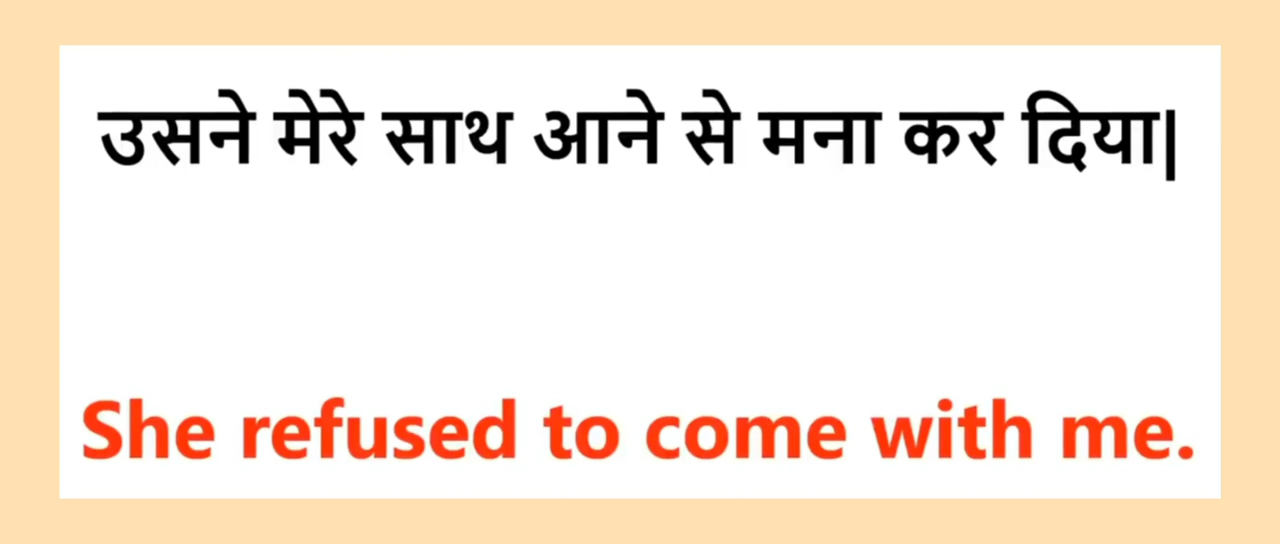 उसने मेरे साथ आने से मना कर दिया|
She refused to come with me.